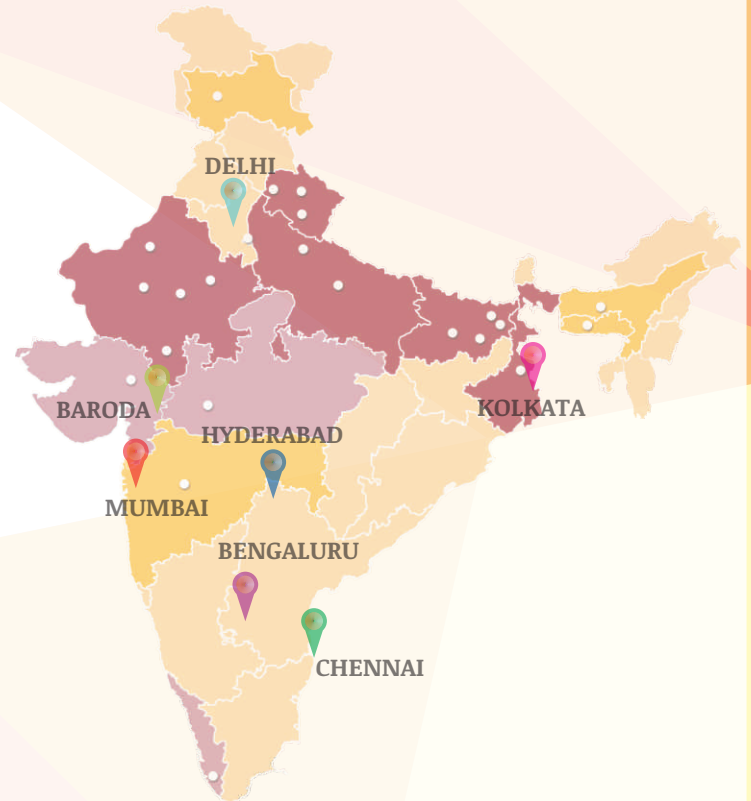 DELHI
BARODA
KOLKATA
HYDERABAD
MUMBAI
BENGALURU
CHENNAI